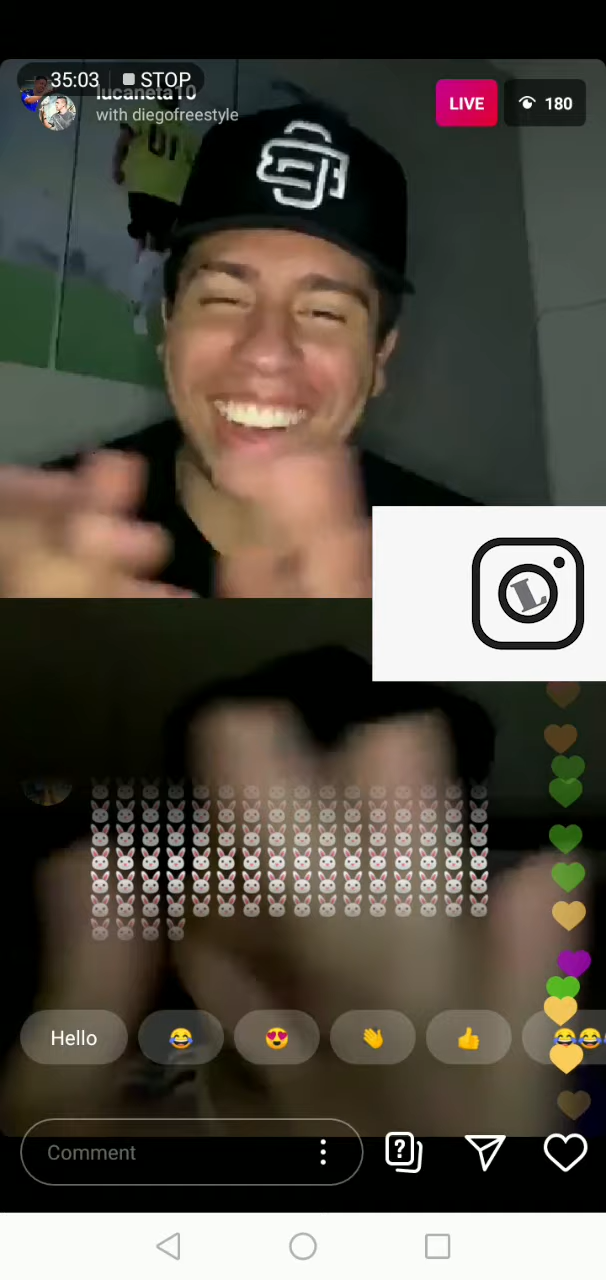 35:03 STOP
lucaneta10
with diegofreestyle
LIVE
180
L
Hello
Comment